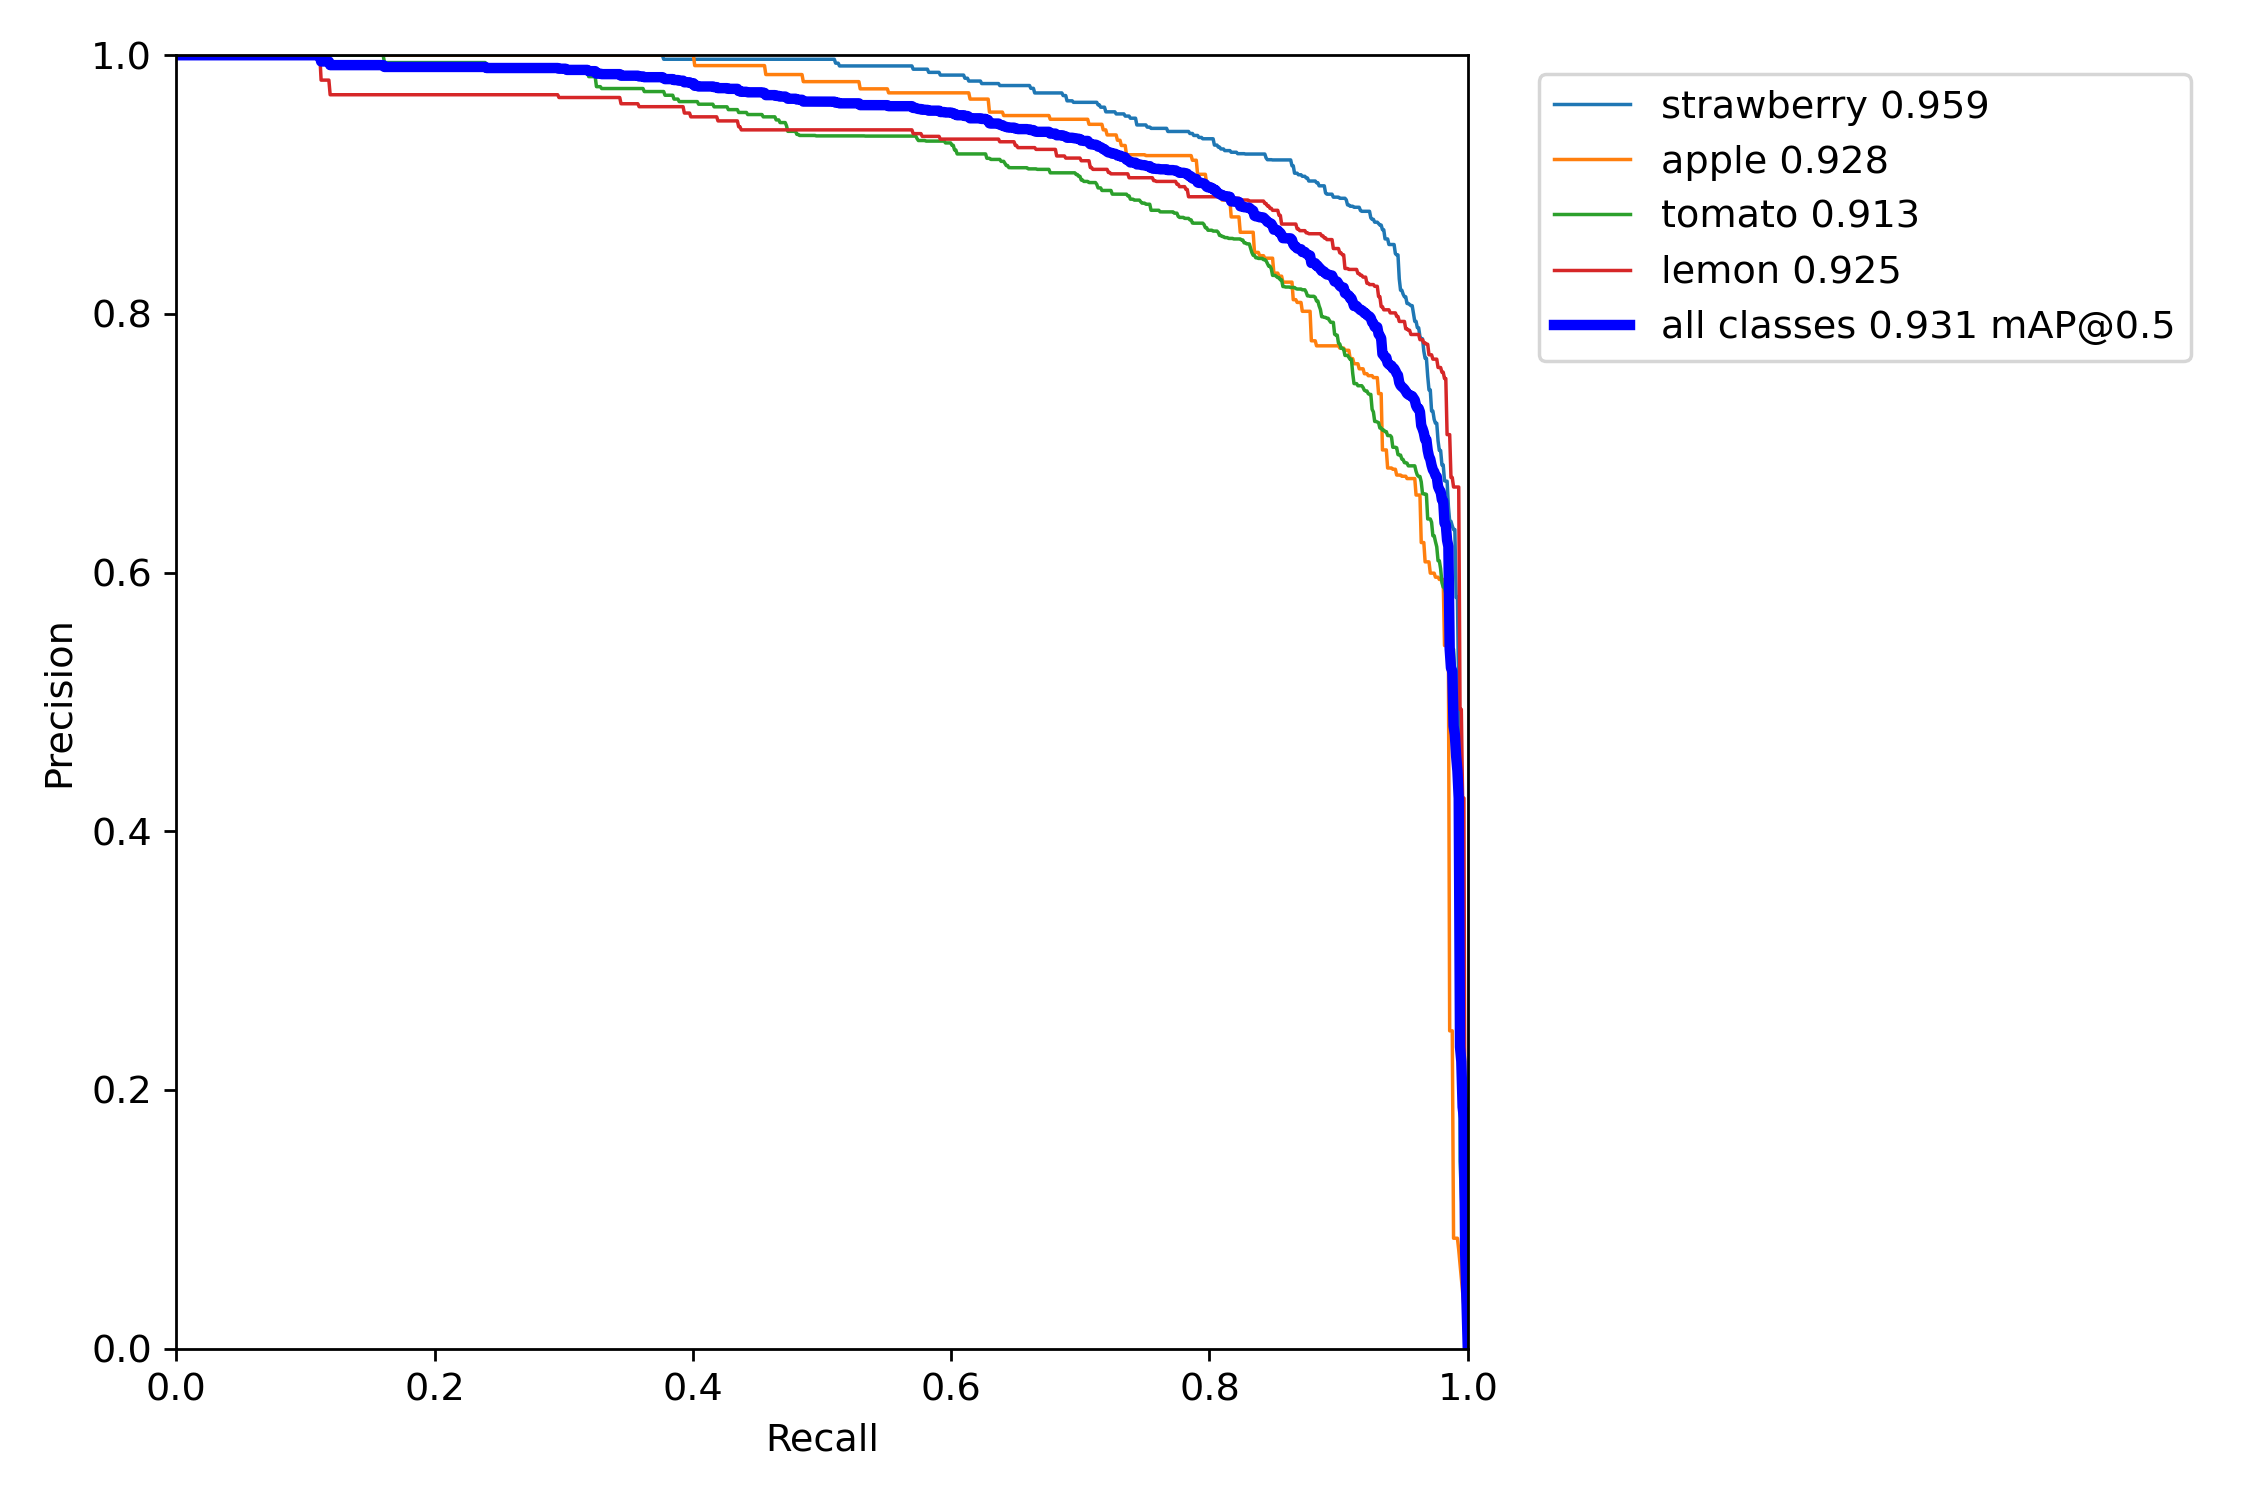 1.0
0.8
0.6
0.4
0.2
0.0
Precision
0.0 0.2 0.4 0.6 0.8 1.0
Recall
strawberry 0.959
apple 0.928
tomato 0.913
lemon 0.925
all classes 0.931 mAP@0.5